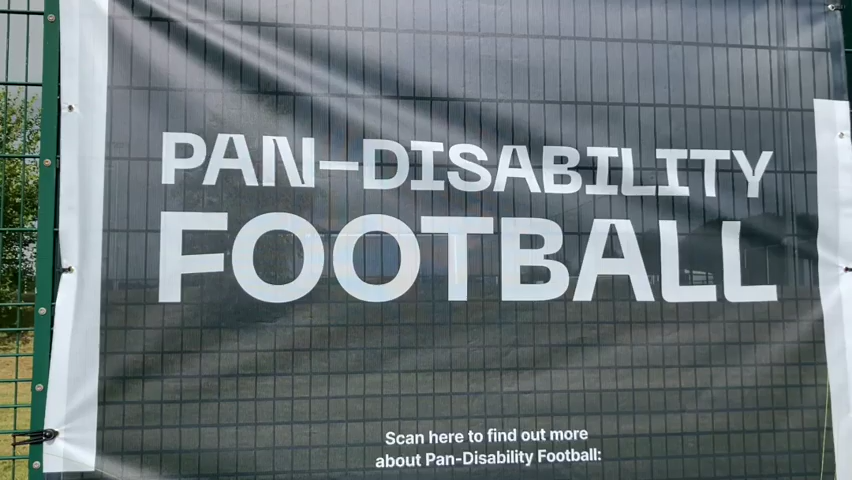 PAN-DISABILITY
FOOTBALL
Scan here to find out more
about Pan-Disability Football: